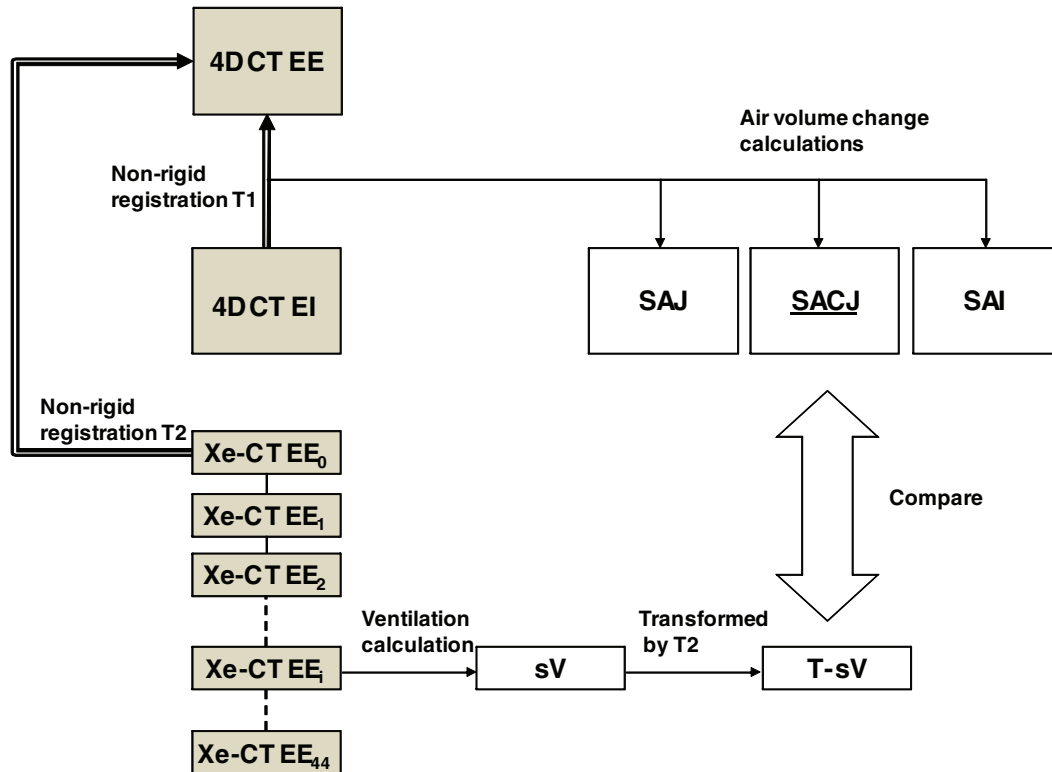 4DCT EE
Air volume change
calculations
Non-rigid
registration T1
4DCT EI
SAJ
SACJ
SAI
Non-rigid
registration T2
Xe-CT EE0
Xe-CT EE1
Compare
Xe-CT EE2
Ventilation
calculation
Transformed
by T2
Xe-CT EEi
sV
T-sV
Xe-CT EE44